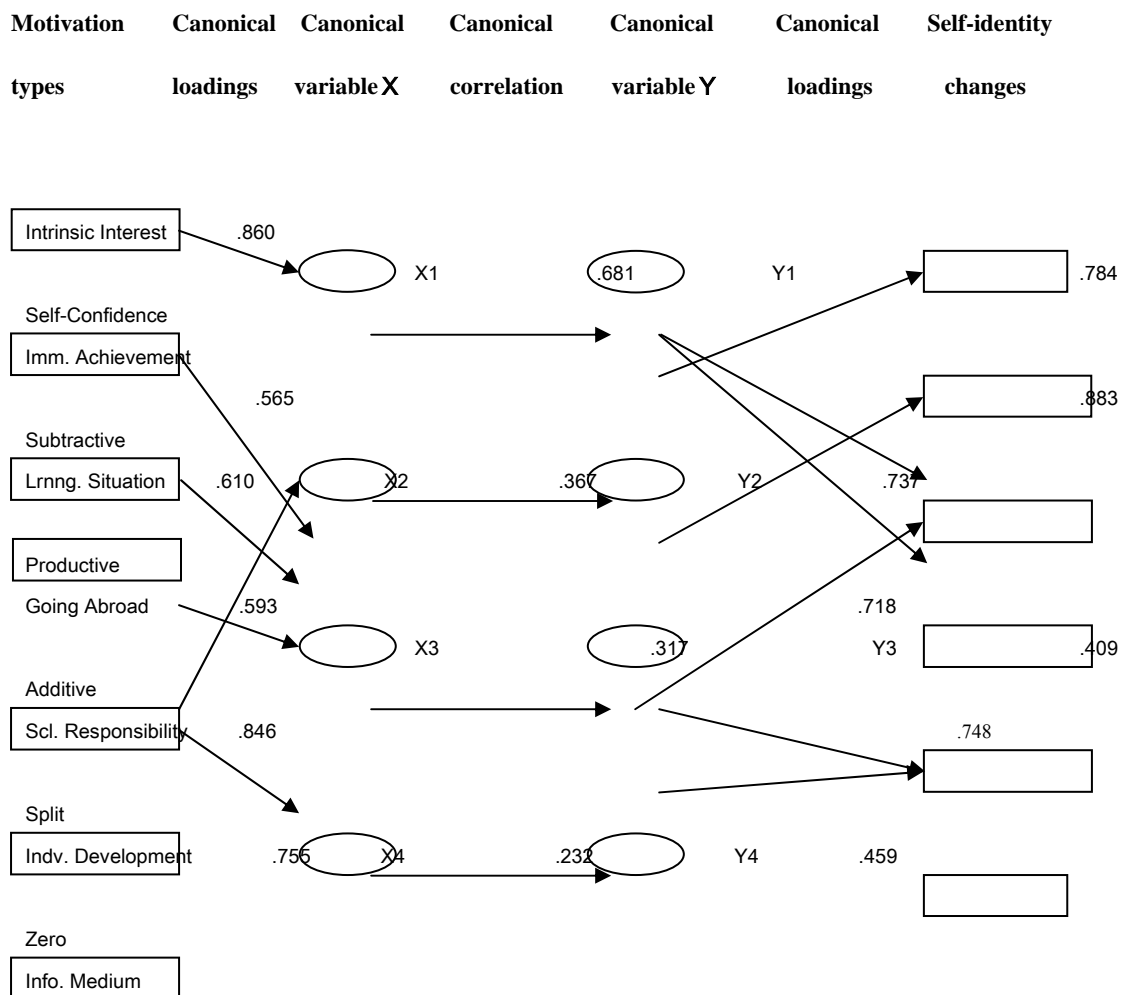 Motivation Canonical Canonical Canonical Canonical Canonical Self-identity
types loadings variable X correlation variable Y loadings changes
Intrinsic Interest .860
X1 .681 Y1 .784
Self-Confidence
Imm. Achievement
.565 .883
Subtractive
Lrnng. Situation .610 X2 .367 Y2 .737
Productive
Going Abroad .593 .718
X3 .317 Y3 .409
Additive
Scl. Responsibility .846 .748
Split
Indv. Development .755 X4 .232 Y4 .459
Zero
Info. Medium